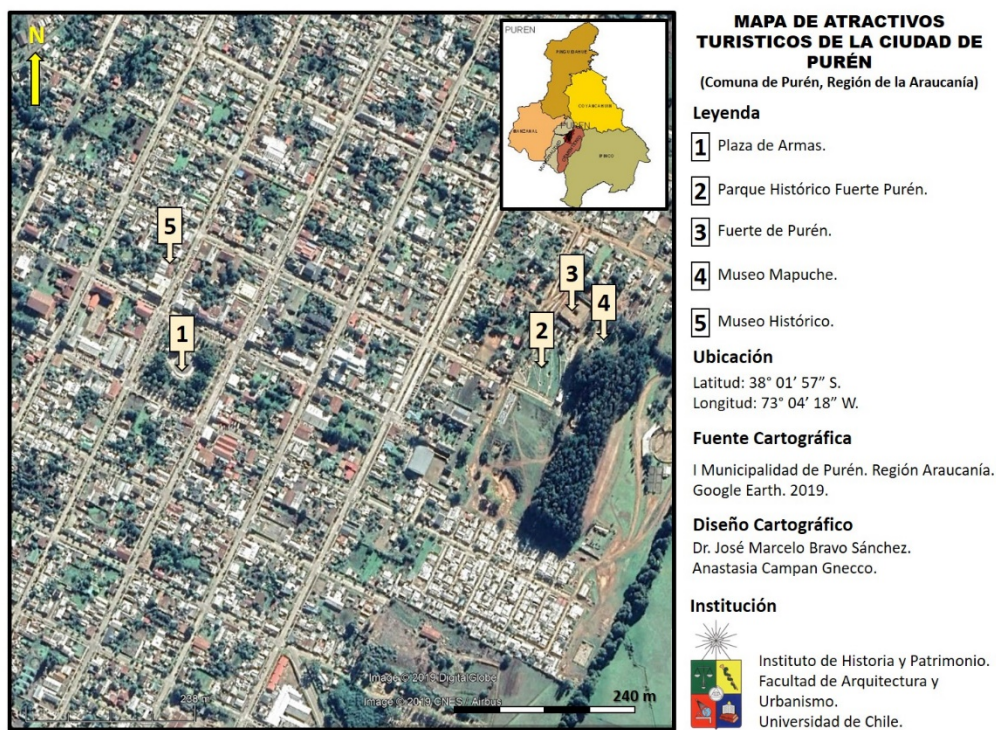 N
PUREN
PUREN
1
2
3
4
5
Image © 2019 DigitalGlobe
Image © 2019 CNES / Airbus
240 m
MAPA DE ATRACTIVOS
TURISTICOS DE LA CIUDAD DE
PURÉN
(Comuna de Purén, Región de la Araucanía)
Leyenda
1 Plaza de Armas.
2 Parque Histórico Fuerte Purén.
3 Fuerte de Purén.
4 Museo Mapuche.
5 Museo Histórico.
Ubicación
Latitud: 38° 01’ 57” S.
Longitud: 73° 04’ 18” W.
Fuente Cartográfica
I Municipalidad de Purén. Región Araucanía.
Google Earth. 2019.
Diseño Cartográfico
Dr. José Marcelo Bravo Sánchez.
Anastasia Campan Gnecco.
Institución
Instituto de Historia y Patrimonio.
Facultad de Arquitectura y
Urbanismo.
Universidad de Chile.